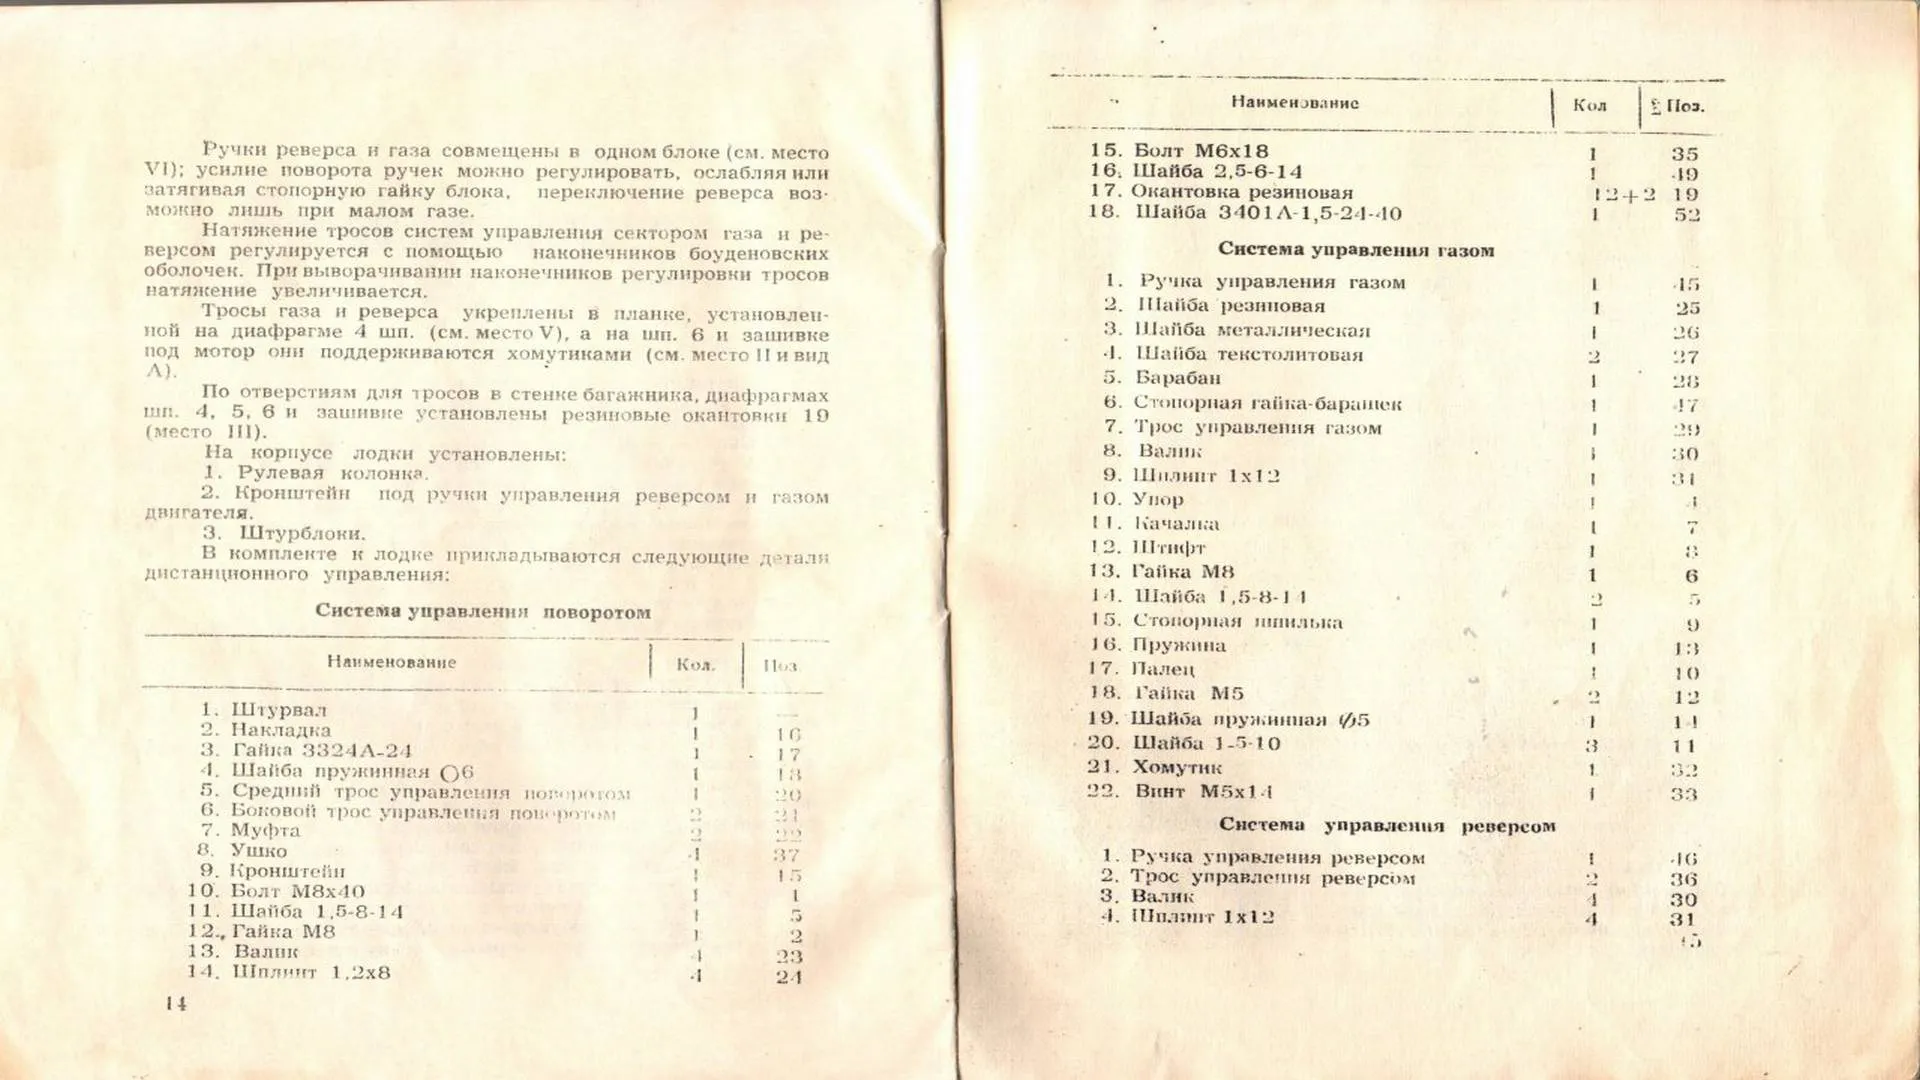 Ручки реверса и газа совмещены в одном блоке (см. место
VI); усилие поворота ручек можно регулировать, ослабляя или
затягивая стопорную гайку блока, переключение реверса воз-
можно лишь при малом газе.
Натяжение тросов систем управления сектором газа и ре-
версом регулируется с помощью наконечников боуденовских
оболочек. При выворачивании наконечников регулировки тросов
натяжение увеличивается.
Тросы газа и реверса укреплены в планке, установлен-
ной на диафрагме 4 шп. (см. место V), а на шп. 6 и зашивке
под мотор они поддерживаются хомутиками (см. место II и вид
А).
По отверстиям для тросов в стенке багажника, диафрагмах
шп. 4, 5, 6 и зашивке установлены резиновые окантовки 19
(место III).
На корпусе лодки установлены:
1. Рулевая колонка.
2. Кронштейн под ручки управления реверсом и газом
двигателя.
3. Штурблоки.
В комплекте к лодке прикладываются следующие детали
дистанционного управления:
Система управления поворотом
Наименование Кол. Поз
1. Штурвал 1 —
2. Накладка 1 16
3. Гайка 3324А-24 1 17
4. Шайба пружинная ∅6 1 18
5. Средний трос управления поворотом 1 20
6. Боковой трос управления поворотом 2 21
7. Муфта 2 22
8. Ушко 4 37
9. Кронштейн 1 15
10. Болт М8х40 1 1
11. Шайба 1,5-8-14 1 5
12. Гайка М8 1 2
13. Валик 4 23
14. Шплинт 1,2х8 4 24
14
Наименование Кол Поз.
15. Болт М6х18 1 35
16. Шайба 2,5-6-14 1 49
17. Окантовка резиновая 12+2 19
18. Шайба 3401А-1,5-24-40 1 52
Система управления газом
1. Ручка управления газом 1 45
2. Шайба резиновая 1 25
3. Шайба металлическая 1 26
4. Шайба текстолитовая 2 27
5. Барабан 1 28
6. Стопорная гайка-барашек 1 47
7. Трос управления газом 1 29
8. Валик 1 30
9. Шплинт 1х12 1 31
10. Упор 1 4
11. Качалка 1 7
12. Штифт 1 8
13. Гайка М8 1 6
14. Шайба 1,5-8-14 2 5
15. Стопорная шпилька 1 9
16. Пружина 1 13
17. Палец 1 10
18. Гайка М5 2 12
19. Шайба пружинная ∅5 1 14
20. Шайба 1-5-10 3 11
21. Хомутик 1 32
22. Винт М5х14 1 33
Система управления реверсом
1. Ручка управления реверсом 1 46
2. Трос управления реверсом 2 36
3. Валик 4 30
4. Шплинт 1х12 4 31
15